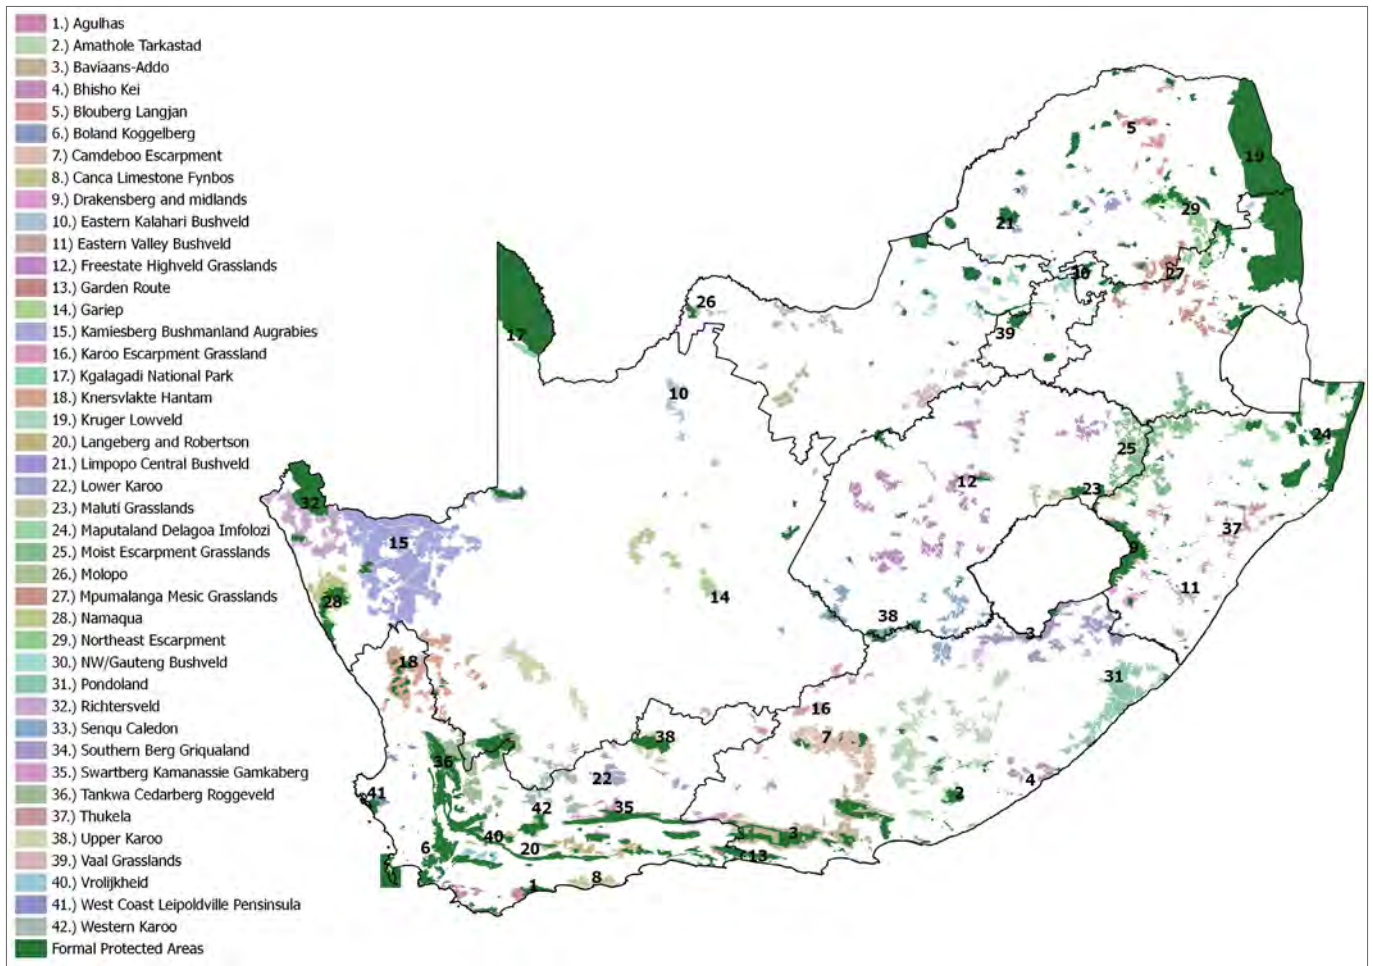 1.) Agulhas
2.) Amathole Tarkastad
3.) Baviaans-Addo
4.) Bhisho Kei
5.) Blouberg Langjan
6.) Boland Koggelberg
7.) Camdeboo Escarpment
8.) Canca Limestone Fynbos
9.) Drakensberg and midlands
10.) Eastern Kalahari Bushveld
11.) Eastern Valley Bushveld
12.) Freestate Highveld Grasslands
13.) Garden Route
14.) Gariep
15.) Kamiesberg Bushmanland Augrabies
16.) Karoo Escarpment Grassland
17.) Kgalagadi National Park
18.) Knersvlakte Hantam
19.) Kruger Lowveld
20.) Langeberg and Robertson
21.) Limpopo Central Bushveld
22.) Lower Karoo
23.) Maluti Grasslands
24.) Maputaland Delagoa Imfolozi
25.) Moist Escarpment Grasslands
26.) Molopo
27.) Mpumalanga Mesic Grasslands
28.) Namaqua
29.) Northeast Escarpment
30.) NW/Gauteng Bushveld
31.) Pondoland
32.) Richtersveld
33.) Senqu Caledon
34.) Southern Berg Griqualand
35.) Swartberg Kamanassie Gamkaberg
36.) Tankwa Cedarberg Roggeveld
37.) Thukela
38.) Upper Karoo
39.) Vaal Grasslands
40.) Vrolijkheid
41.) West Coast Leipoldville Pensinsula
42.) Western Karoo
Formal Protected Areas
5
19
29
21
30
27
26
17
39
10
24
25
12
23
32
37
15
9
11
14
28
38
3
18
31
16
7
38
36
22
4
41
42
35
2
40
3
6
20
13
8
1